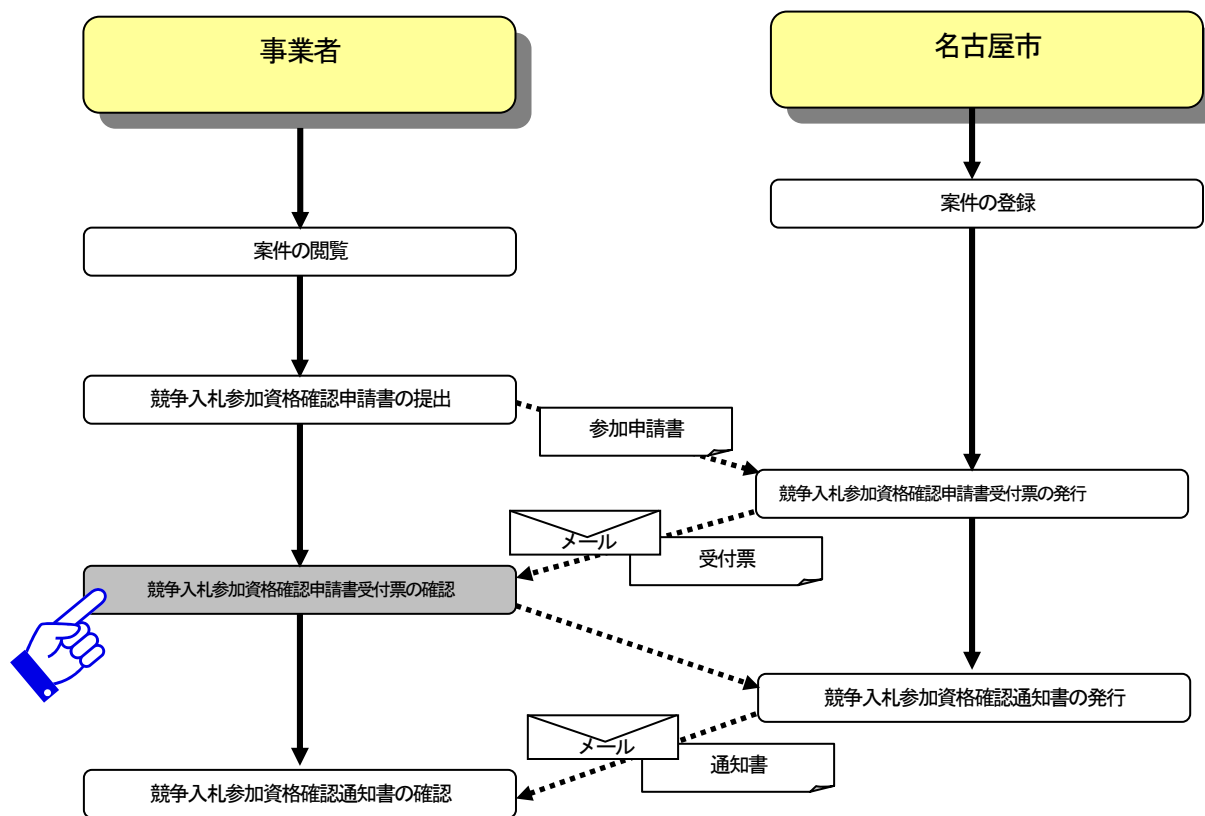 事業者
名古屋市
案件の登録
案件の閲覧
競争入札参加資格確認申請書の提出
参加申請書
競争入札参加資格確認申請書受付票の発行
メール
受付票
競争入札参加資格確認申請書受付票の確認
競争入札参加資格確認通知書の発行
メール
通知書
競争入札参加資格確認通知書の確認